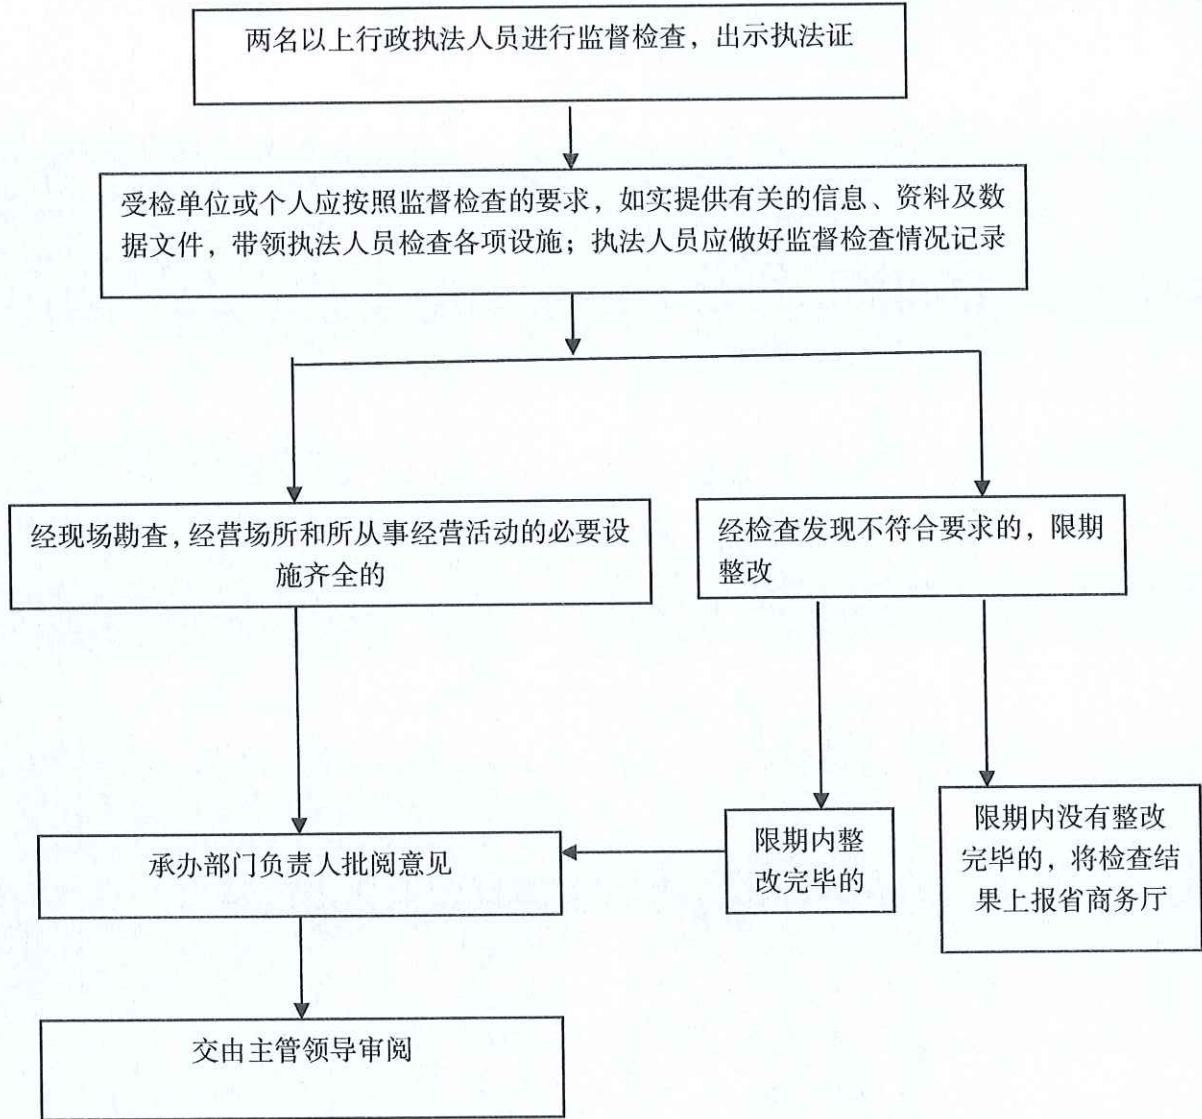 两名以上行政执法人员进行监督检查，出示执法证
受检单位或个人应按照监督检查的要求，如实提供有关的信息、资料及数
据文件，带领执法人员检查各项设施；执法人员应做好监督检查情况记录
经现场勘查，经营场所和所从事经营活动的必要设
施齐全的
经检查发现不符合要求的，限期
整改
限期内整
改完毕的
限期内没有整改
完毕的，将检查结
果上报省商务厅
承办部门负责人批阅意见
交由主管领导审阅